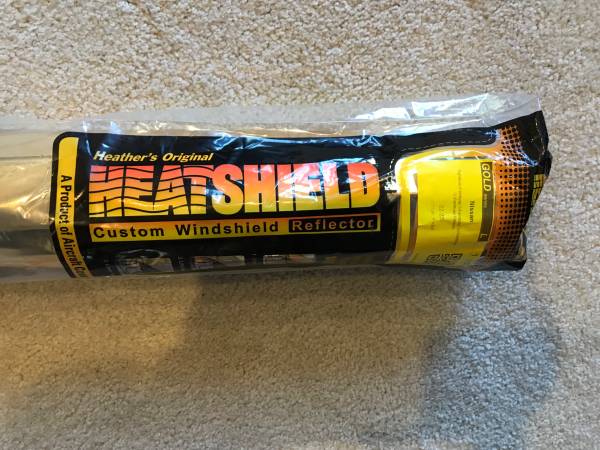 Heather's Original
HEATSHIELD
Custom Windshield Reflector
A Product of Aircraft
GOLD
L
Nissan